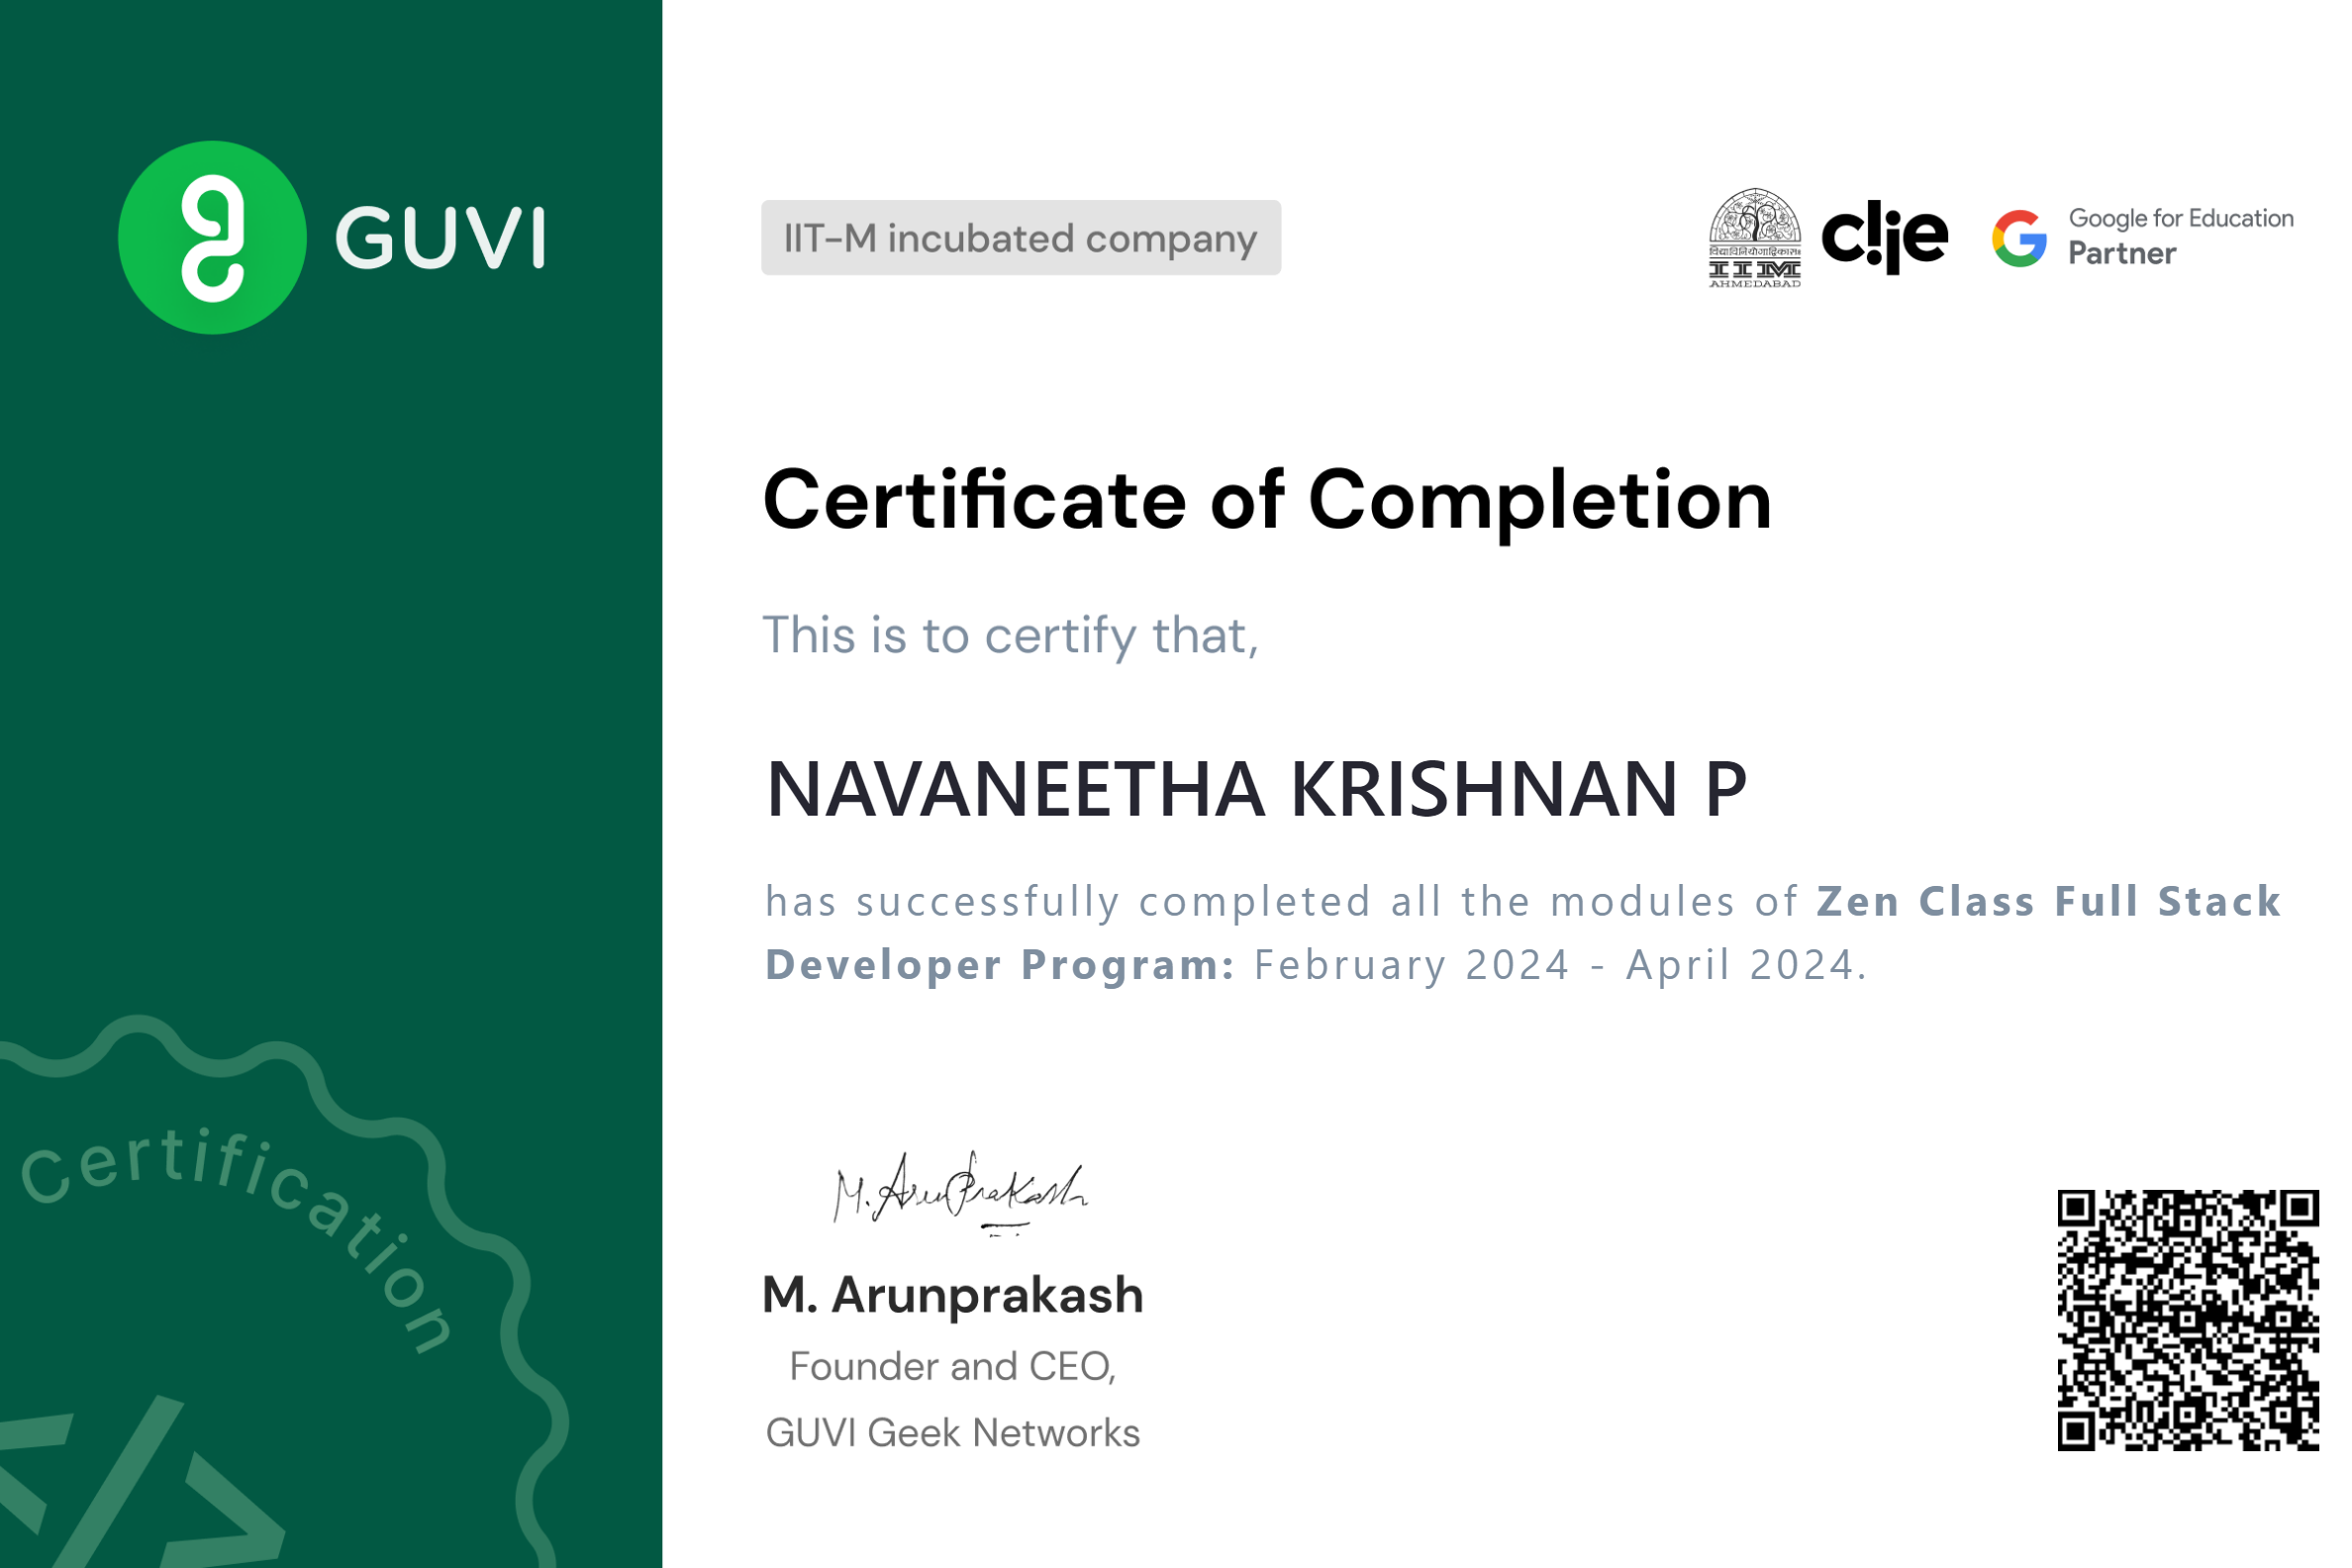 GUVI
IIT-M incubated company
विद्याविनियोगाद्विकासः
IIM
AHMEDABAD
c!ie
Google for Education
Partner
Certificate of Completion
This is to certify that,
NAVANEETHA KRISHNAN P
has successfully completed all the modules of Zen Class Full Stack
Developer Program: February 2024 - April 2024.
Certification
</>
M. ArunPrakash
M. Arunprakash
Founder and CEO,
GUVI Geek Networks